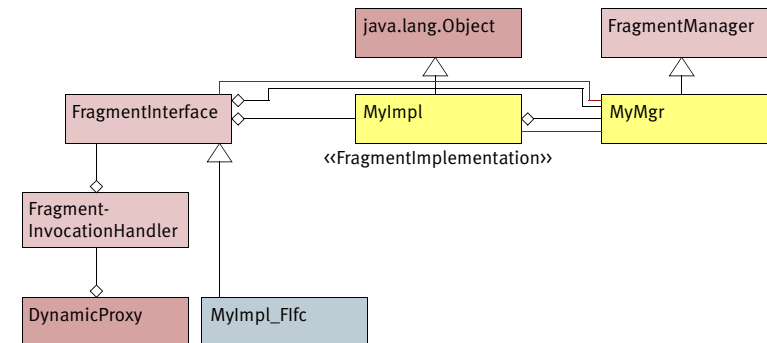 java.lang.Object
FragmentManager
FragmentInterface
MyImpl
MyMgr
«FragmentImplementation»
Fragment-
InvocationHandler
DynamicProxy
MyImpl_FIfc